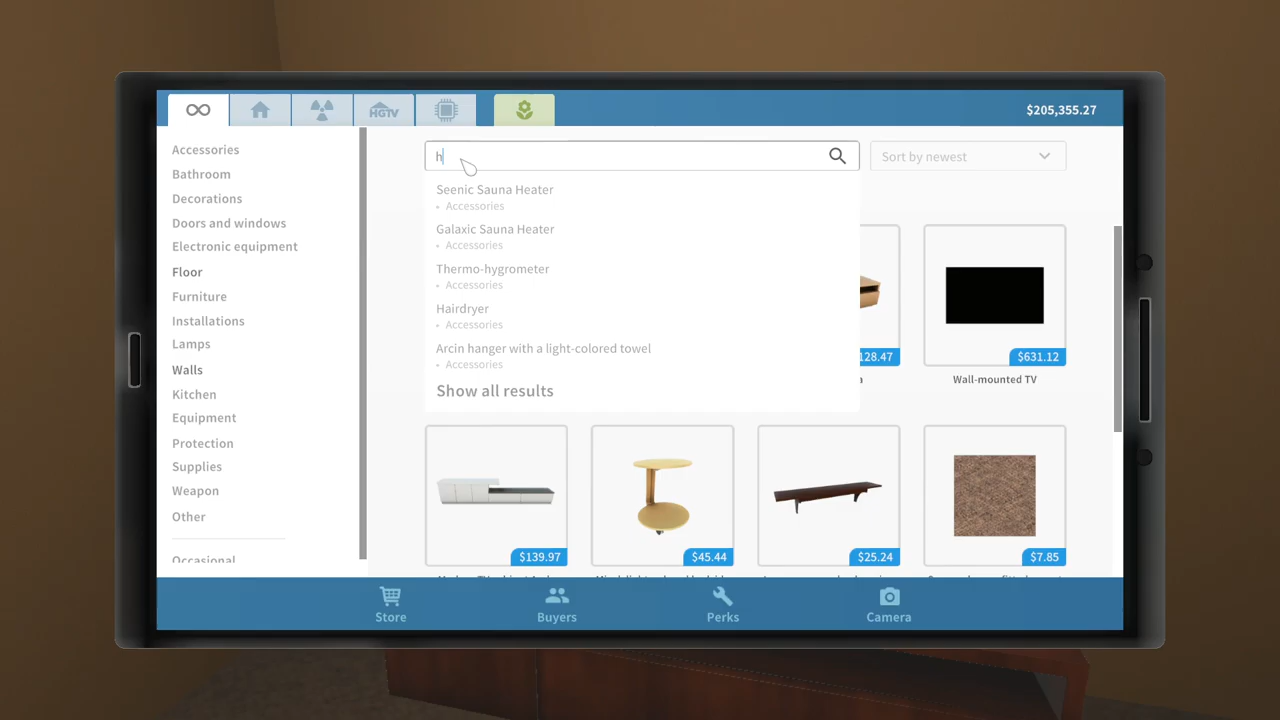 HGTV
$205,355.27
Accessories
Bathroom
Decorations
Doors and windows
Electronic equipment
Floor
Furniture
Installations
Lamps
Walls
Kitchen
Equipment
Protection
Supplies
Weapon
Other
Occasional
h
Sort by newest
Seenic Sauna Heater
Accessories
Galaxic Sauna Heater
Accessories
Thermo-hygrometer
Accessories
Hairdryer
Accessories
Arcin hanger with a light-colored towel
Accessories
Show all results
128.47
$631.12
Wall-mounted TV
$139.97
$45.44
$25.24
$7.85
Store
Buyers
Perks
Camera